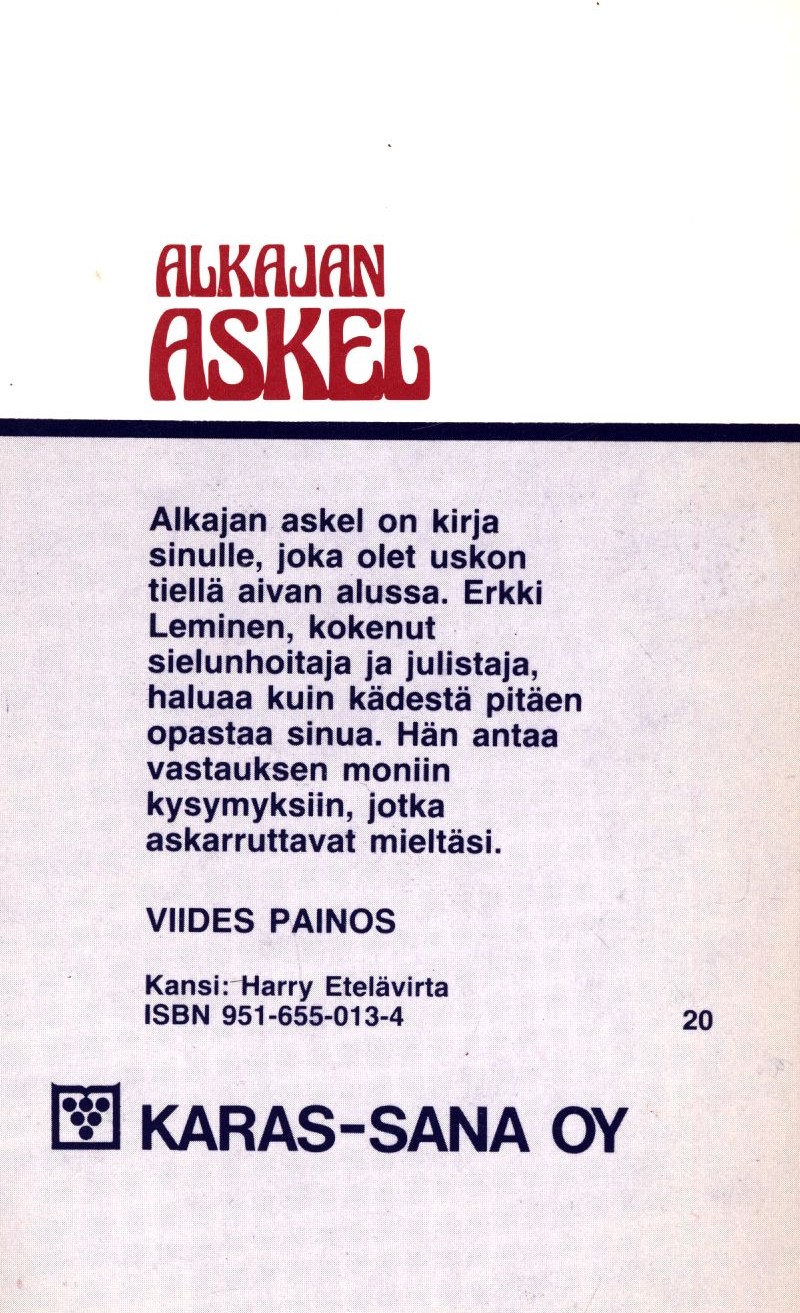 ALKAJAN
ASKEL
Alkajan askel on kirja
sinulle, joka olet uskon
tiellä aivan alussa. Erkki
Leminen, kokenut
sielunhoitaja ja julistaja,
haluaa kuin kädestä pitäen
opastaa sinua. Hän antaa
vastauksen moniin
kysymyksiin, jotka
askarruttavat mieltäsi.
VIIDES PAINOS
Kansi: Harry Etelävirta
ISBN 951-655-013-4
20
KARAS-SANA OY